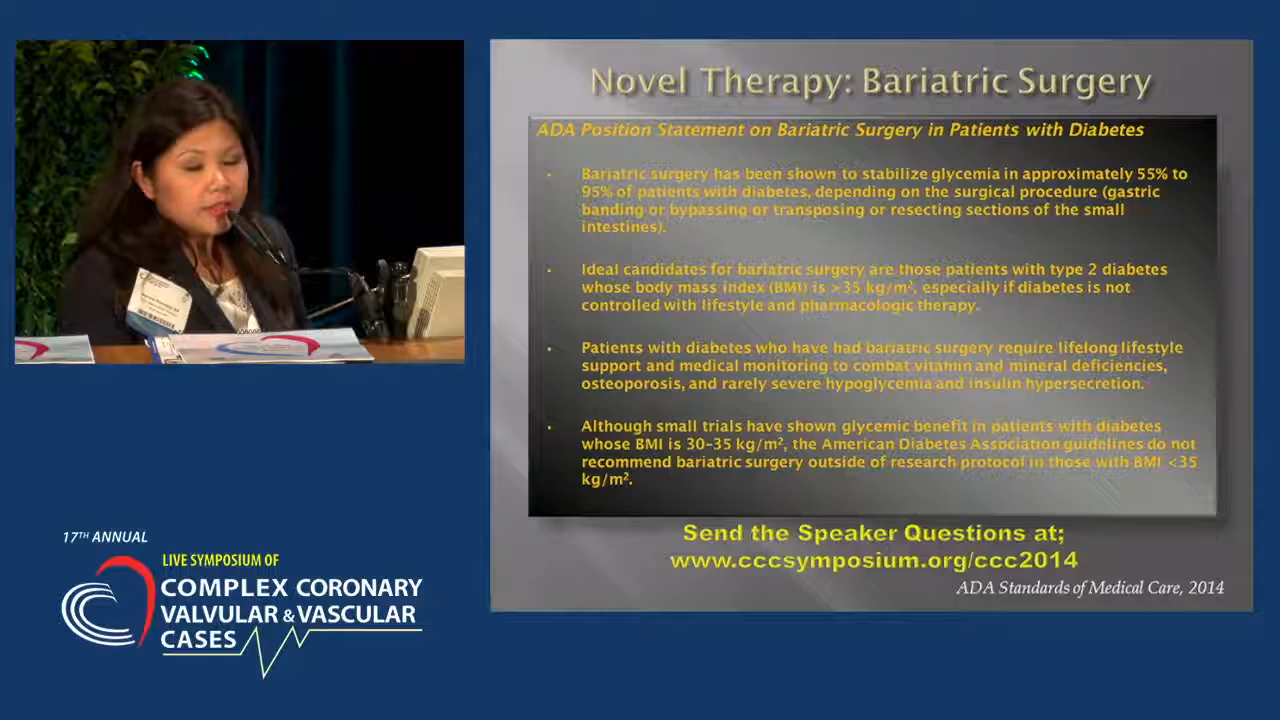 Novel Therapy: Bariatric Surgery
ADA Position Statement on Bariatric Surgery in Patients with Diabetes
Bariatric surgery has been shown to stabilize glycemia in approximately 55% to
95% of patients with diabetes, depending on the surgical procedure (gastric
banding or bypassing or transposing or resecting sections of the small
intestines).
Ideal candidates for bariatric surgery are those patients with type 2 diabetes
whose body mass index (BMI) is >35 kg/m², especially if diabetes is not
controlled with lifestyle and pharmacologic therapy.
Patients with diabetes who have had bariatric surgery require lifelong lifestyle
support and medical monitoring to combat vitamin and mineral deficiencies,
osteoporosis, and rarely severe hypoglycemia and insulin hypersecretion.
Although small trials have shown glycemic benefit in patients with diabetes
whose BMI is 30-35 kg/m², the American Diabetes Association guidelines do not
recommend bariatric surgery outside of research protocol in those with BMI <35
kg/m².
Send the Speaker Questions at;
www.cccsymposium.org/ccc2014
ADA Standards of Medical Care, 2014
17TH ANNUAL
LIVE SYMPOSIUM OF
COMPLEX CORONARY
VALVULAR & VASCULAR
CASES